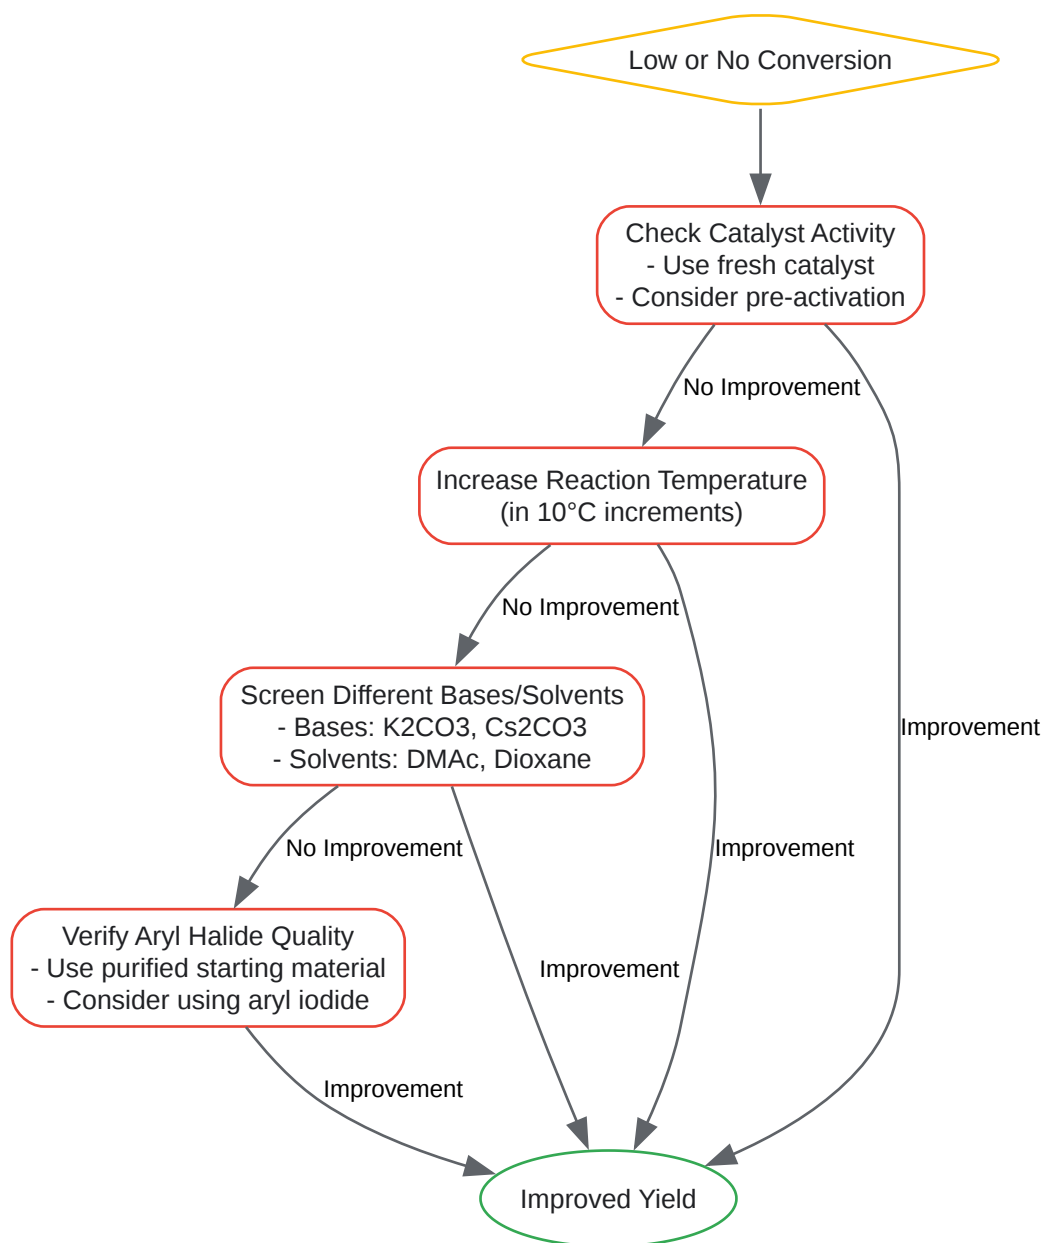 Low or No Conversion
Check Catalyst Activity
- Use fresh catalyst
- Consider pre-activation
No Improvement
Increase Reaction Temperature
(in 10°C increments)
No Improvement
Screen Different Bases/Solvents
- Bases: K2CO3, Cs2CO3
- Solvents: DMAc, Dioxane
Improvement
No Improvement
Improvement
Verify Aryl Halide Quality
- Use purified starting material
- Consider using aryl iodide
Improvement
Improvement
Improved Yield